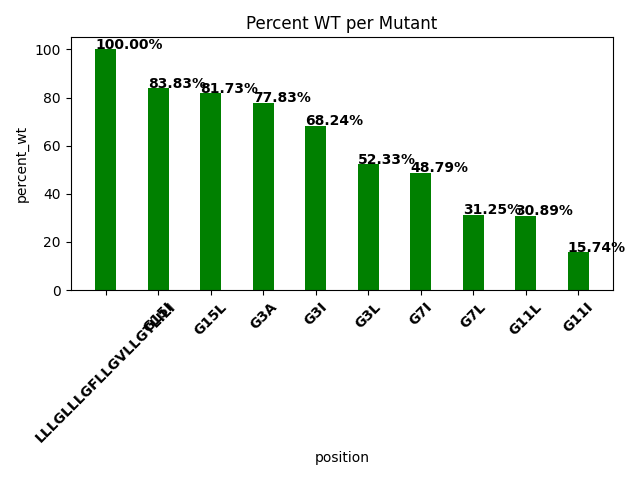 Percent WT per Mutant
percent_wt
100
80
60
40
20
0
100.00%
83.83%
81.73%
77.83%
68.24%
52.33%
48.79%
31.25%
30.89%
15.74%
G15I
G15L
G3A
G3I
G3L
G7I
G7L
G11L
G11I
position